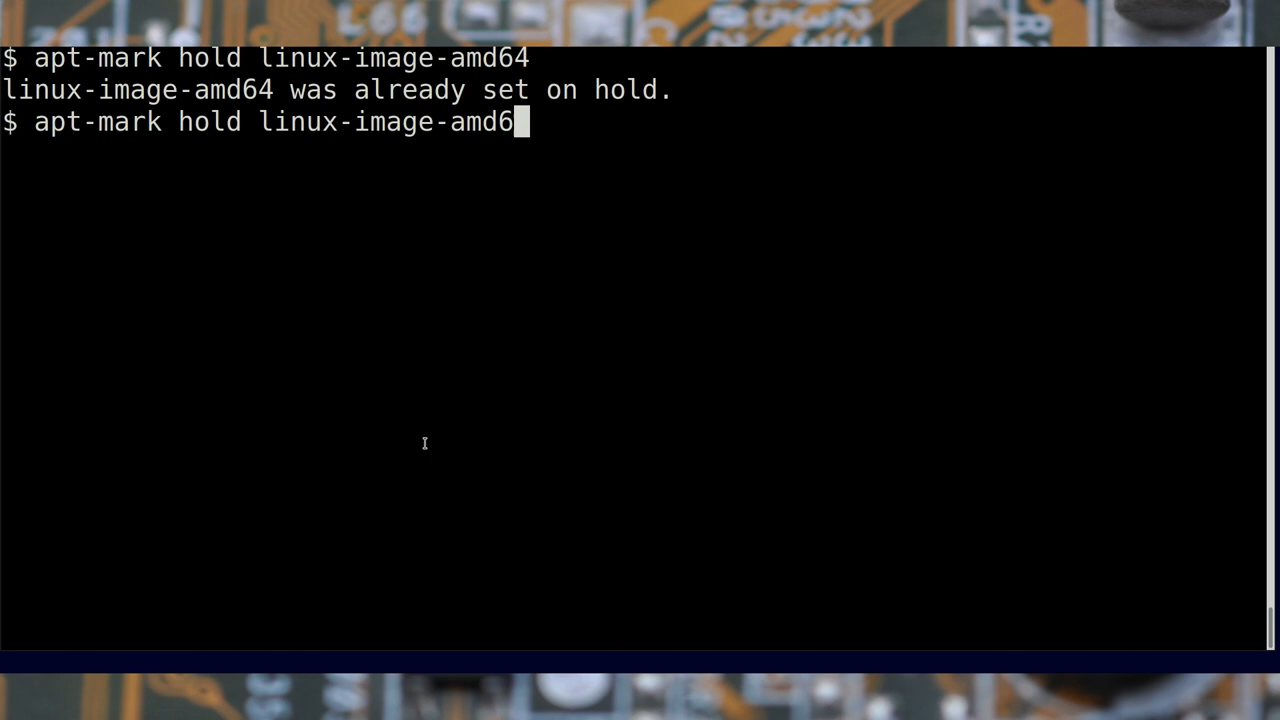 L66
$ apt-mark hold linux-image-amd64
linux-image-amd64 was already set on hold.
$ apt-mark hold linux-image-amd6